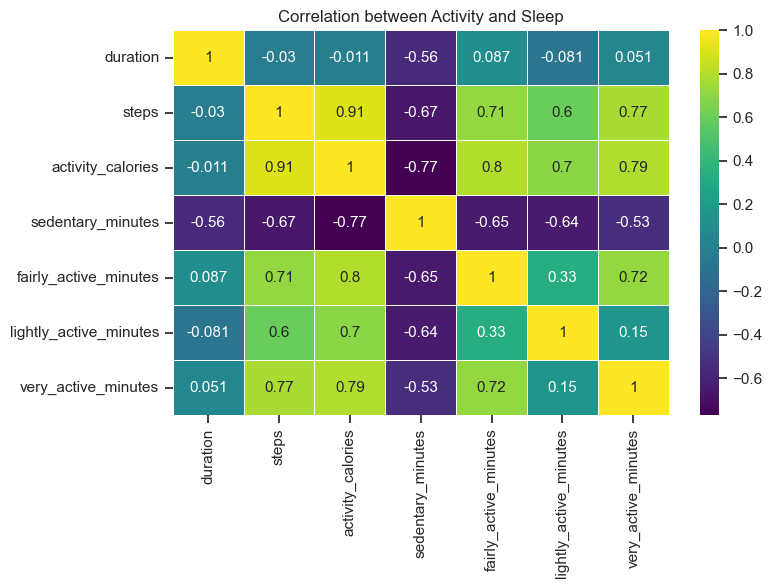 Correlation between Activity and Sleep
duration 1 -0.03 -0.011 -0.56 0.087 -0.081 0.051
steps -0.03 1 0.91 -0.67 0.71 0.6 0.77
activity_calories -0.011 0.91 1 -0.77 0.8 0.7 0.79
sedentary_minutes -0.56 -0.67 -0.77 1 -0.65 -0.64 -0.53
fairly_active_minutes 0.087 0.71 0.8 -0.65 1 0.33 0.72
lightly_active_minutes -0.081 0.6 0.7 -0.64 0.33 1 0.15
very_active_minutes 0.051 0.77 0.79 -0.53 0.72 0.15 1
duration
steps
activity_calories
sedentary_minutes
fairly_active_minutes
lightly_active_minutes
very_active_minutes
1.0
0.8
0.6
0.4
0.2
0.0
−0.2
−0.4
−0.6